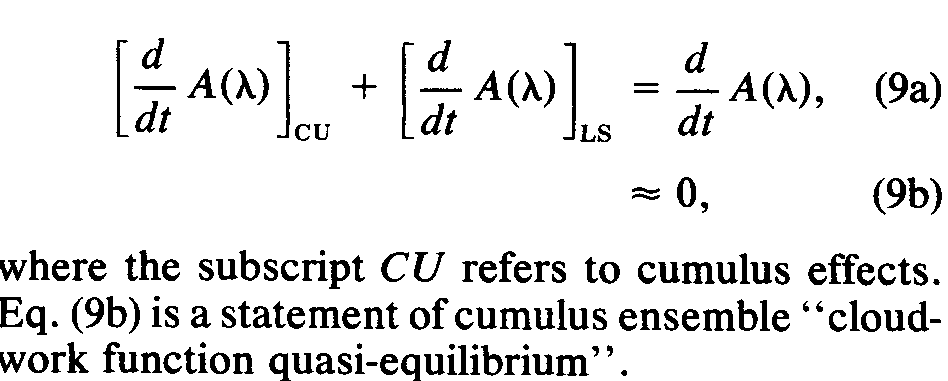 [d/dt A(λ)]_CU + [d/dt A(λ)]_LS = d/dt A(λ), (9a)
≈ 0, (9b)
where the subscript CU refers to cumulus effects.
Eq. (9b) is a statement of cumulus ensemble “cloud-
work function quasi-equilibrium”.